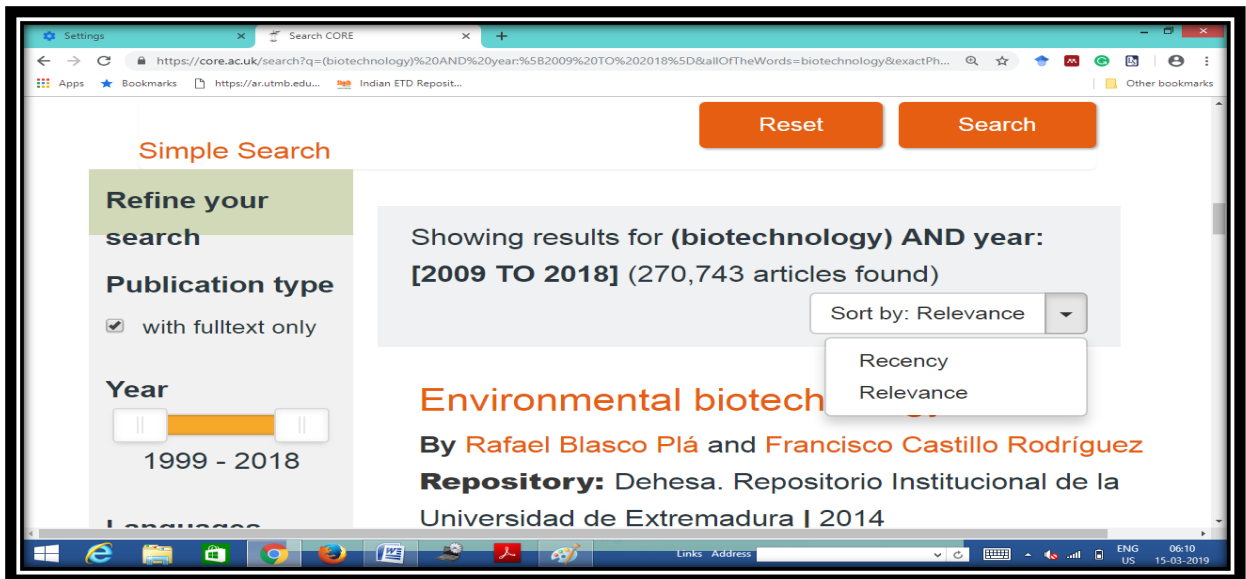 Settings
Search CORE
https://core.ac.uk/search?q=(biotechnology)%20AND%20year:%5B2009%20TO%202018%5D&allOfTheWords=biotechnology&exactPh...
Apps
Bookmarks
https://ar.utmb.edu...
Indian ETD Reposit...
Other bookmarks
Reset
Search
Simple Search
Refine your
search
Publication type
with fulltext only
Year
1999 - 2018
Languages
Showing results for (biotechnology) AND year:
[2009 TO 2018] (270,743 articles found)
Sort by: Relevance
Recency
Relevance
Environmental biotech
By Rafael Blasco Plá and Francisco Castillo Rodríguez
Repository: Dehesa. Repositorio Institucional de la
Universidad de Extremadura | 2014
Links Address
ENG
US
06:10
15-03-2019